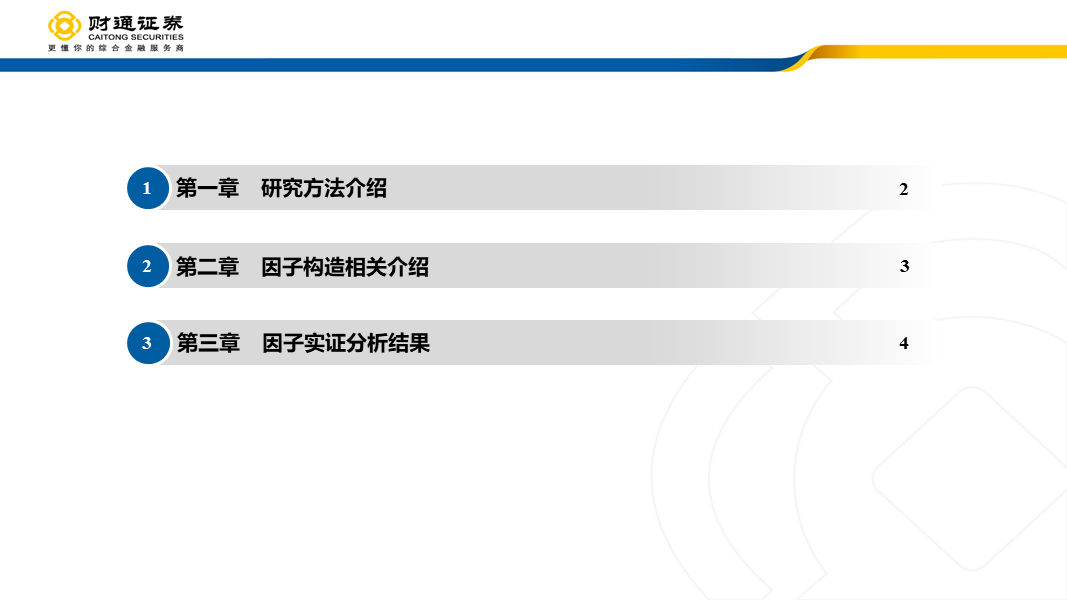 财通证券
CAITONG SECURITIES
更懂你的综合金融服务商
1 第一章 研究方法介绍 2
2 第二章 因子构造相关介绍 3
3 第三章 因子实证分析结果 4